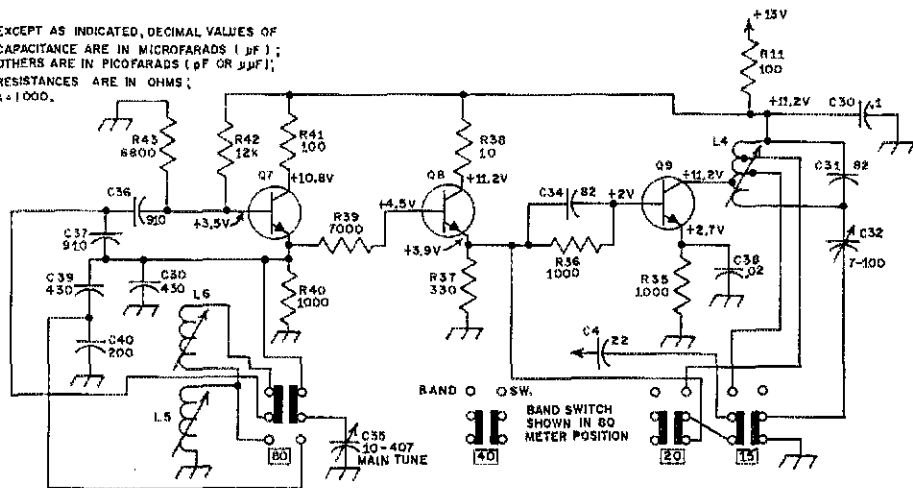 EXCEPT AS INDICATED, DECIMAL VALUES OF
CAPACITANCE ARE IN MICROFARADS ( µF ) ;
OTHERS ARE IN PICOFARADS ( pF OR µµF) ;
RESISTANCES ARE IN OHMS ;
=1000.
+13V
R11
100
+11.2V
C30
.1
R43
6800
R42
12K
R41
100
R38
10
L4
C31
82
Q7
+10.8V
Q8
+11.2V
Q9
+11.2V
C36
910
C34
82
+2V
+3.5V
R39
7000
+4.5V
C37
910
+3.9V
R36
1000
+2.7V
C32
7-100
C39
430
C30
430
R40
1000
R37
330
R35
1000
C38
.02
L6
C40
200
C4
22
BAND
SW.
L5
BAND SWITCH
SHOWN IN 80
METER POSITION
C35
10-407
MAIN TUNE
80
40
20
15